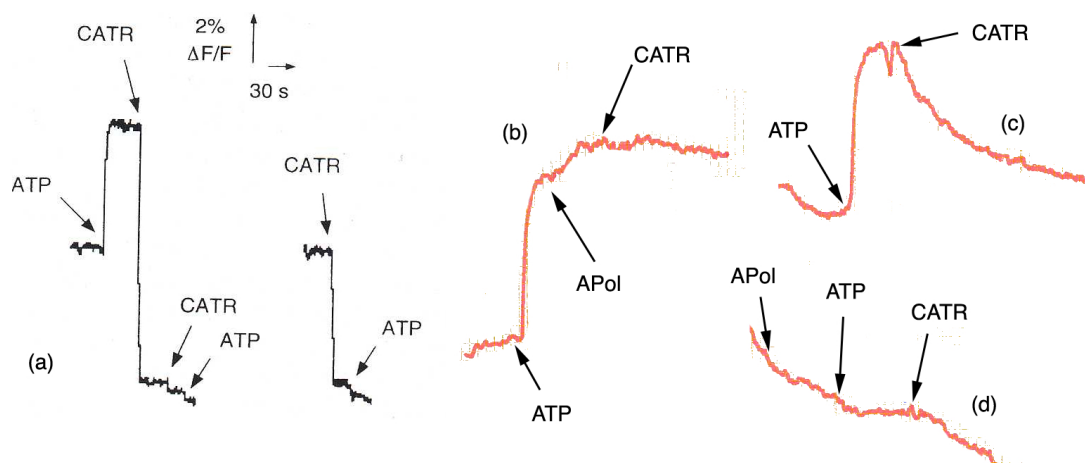 CATR
2%
ΔF/F
30 s
ATP
CATR
ATP
(a)
CATR
ATP
(b)
CATR
APol
ATP
CATR
ATP
(c)
APol
ATP
CATR
(d)